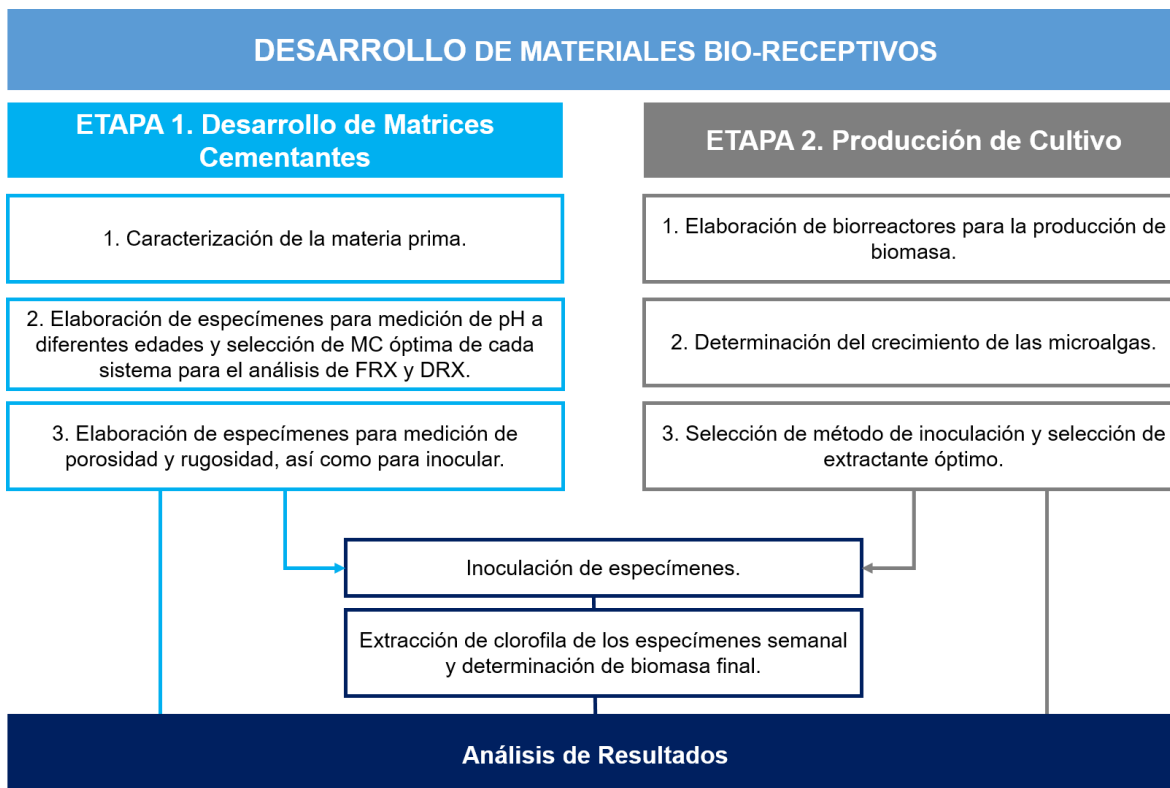 DESARROLLO DE MATERIALES BIO-RECEPTIVOS
ETAPA 1. Desarrollo de Matrices
Cementantes
1. Caracterización de la materia prima.
2. Elaboración de especímenes para medición de pH a
diferentes edades y selección de MC óptima de cada
sistema para el análisis de FRX y DRX.
3. Elaboración de especímenes para medición de
porosidad y rugosidad, así como para inocular.
ETAPA 2. Producción de Cultivo
1. Elaboración de biorreactores para la producción de
biomasa.
2. Determinación del crecimiento de las microalgas.
3. Selección de método de inoculación y selección de
extractante óptimo.
Inoculación de especímenes.
Extracción de clorofila de los especímenes semanal
y determinación de biomasa final.
Análisis de Resultados